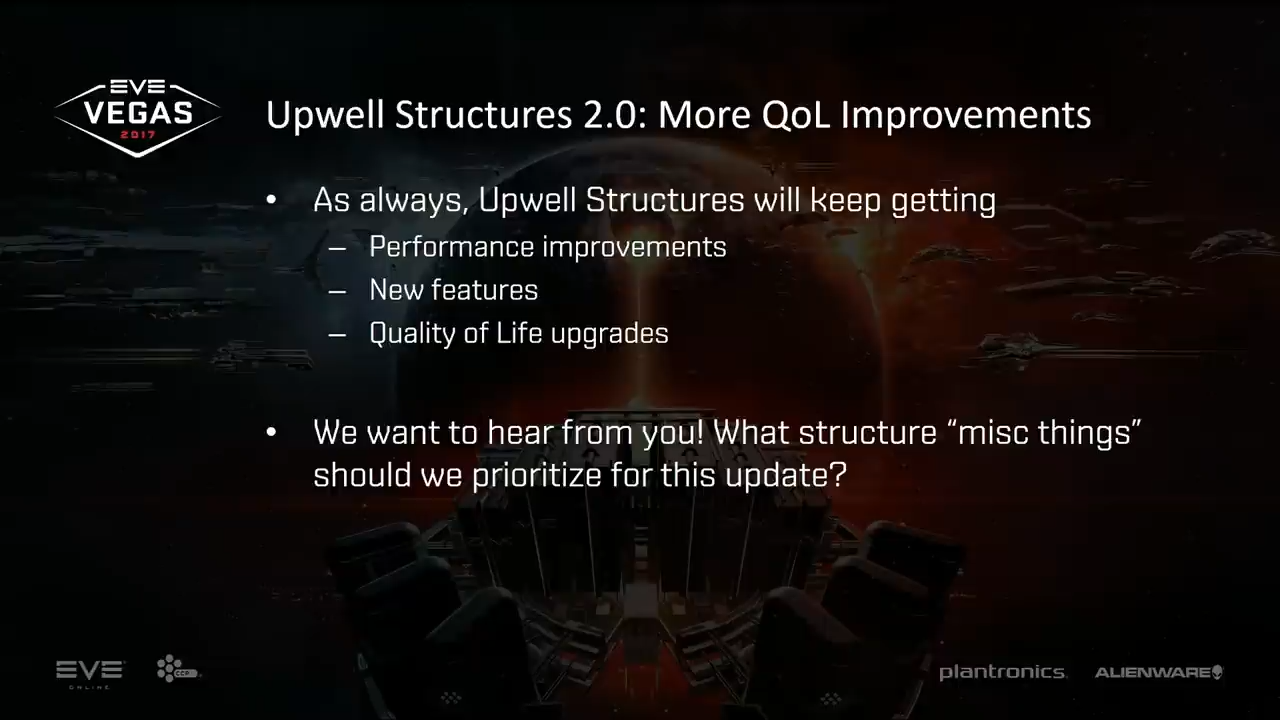 EVE
VEGAS
2017
Upwell Structures 2.0: More QoL Improvements
• As always, Upwell Structures will keep getting
– Performance improvements
– New features
– Quality of Life upgrades
• We want to hear from you! What structure “misc things”
should we prioritize for this update?
EVE
ONLINE
CCP
plantronics.
ALIENWARE